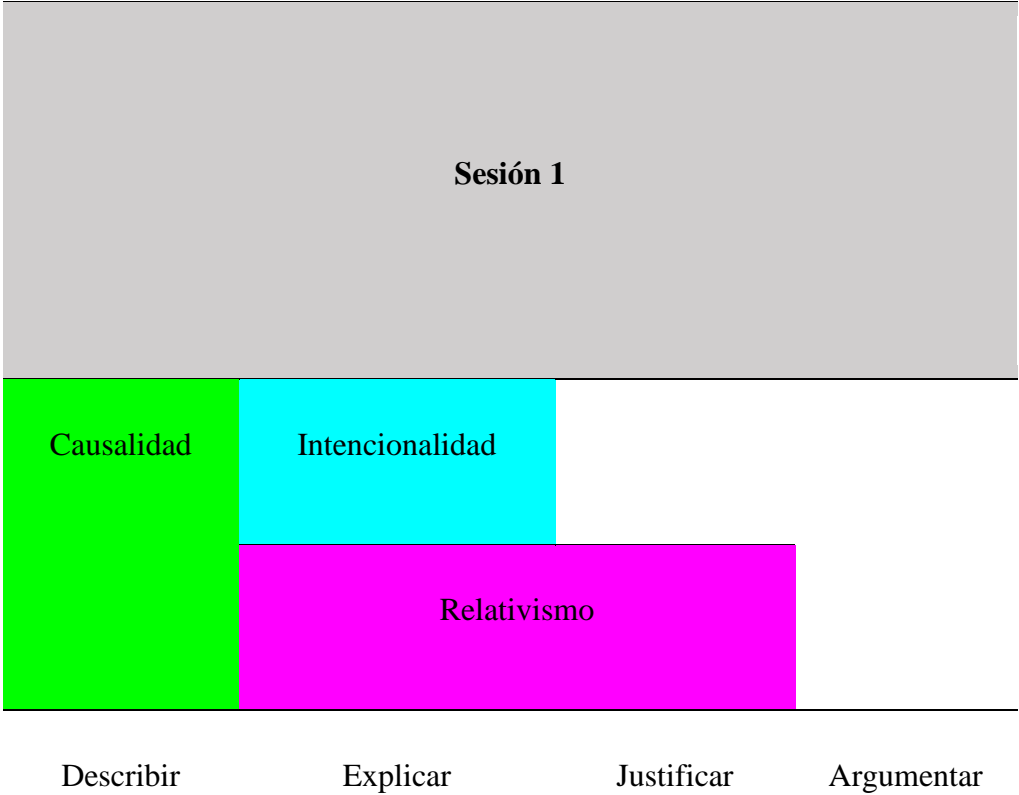 Sesión 1
Causalidad Intencionalidad
Relativismo
Describir Explicar Justificar Argumentar